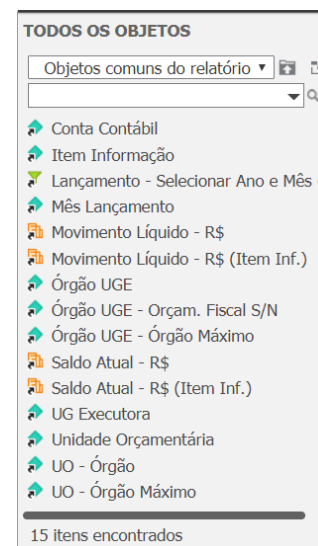 TODOS OS OBJETOS
Objetos comuns do relatório
Conta Contábil
Item Informação
Lançamento - Selecionar Ano e Mês
Mês Lançamento
Movimento Líquido - R$
Movimento Líquido - R$ (Item Inf.)
Órgão UGE
Órgão UGE - Orçam. Fiscal S/N
Órgão UGE - Órgão Máximo
Saldo Atual - R$
Saldo Atual - R$ (Item Inf.)
UG Executora
Unidade Orçamentária
UO - Órgão
UO - Órgão Máximo
15 itens encontrados